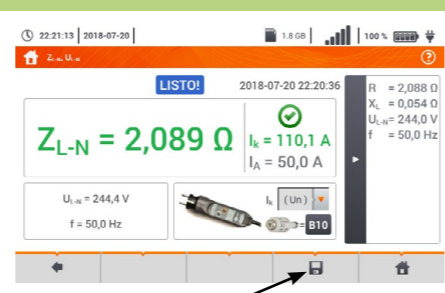 22:21:13 2018-07-20 1.8 GB 100 %
ZL-N, UL-N
LISTO! 2018-07-20 22:20:36
ZL-N = 2,089 Ω
Ik = 110,1 A
IA = 50,0 A
R = 2,088 Ω
XL = 0,054 Ω
UL-N= 244,0 V
f = 50,0 Hz
UL-N = 244,4 V
f = 50,0 Hz
Ik (Un)
= B10